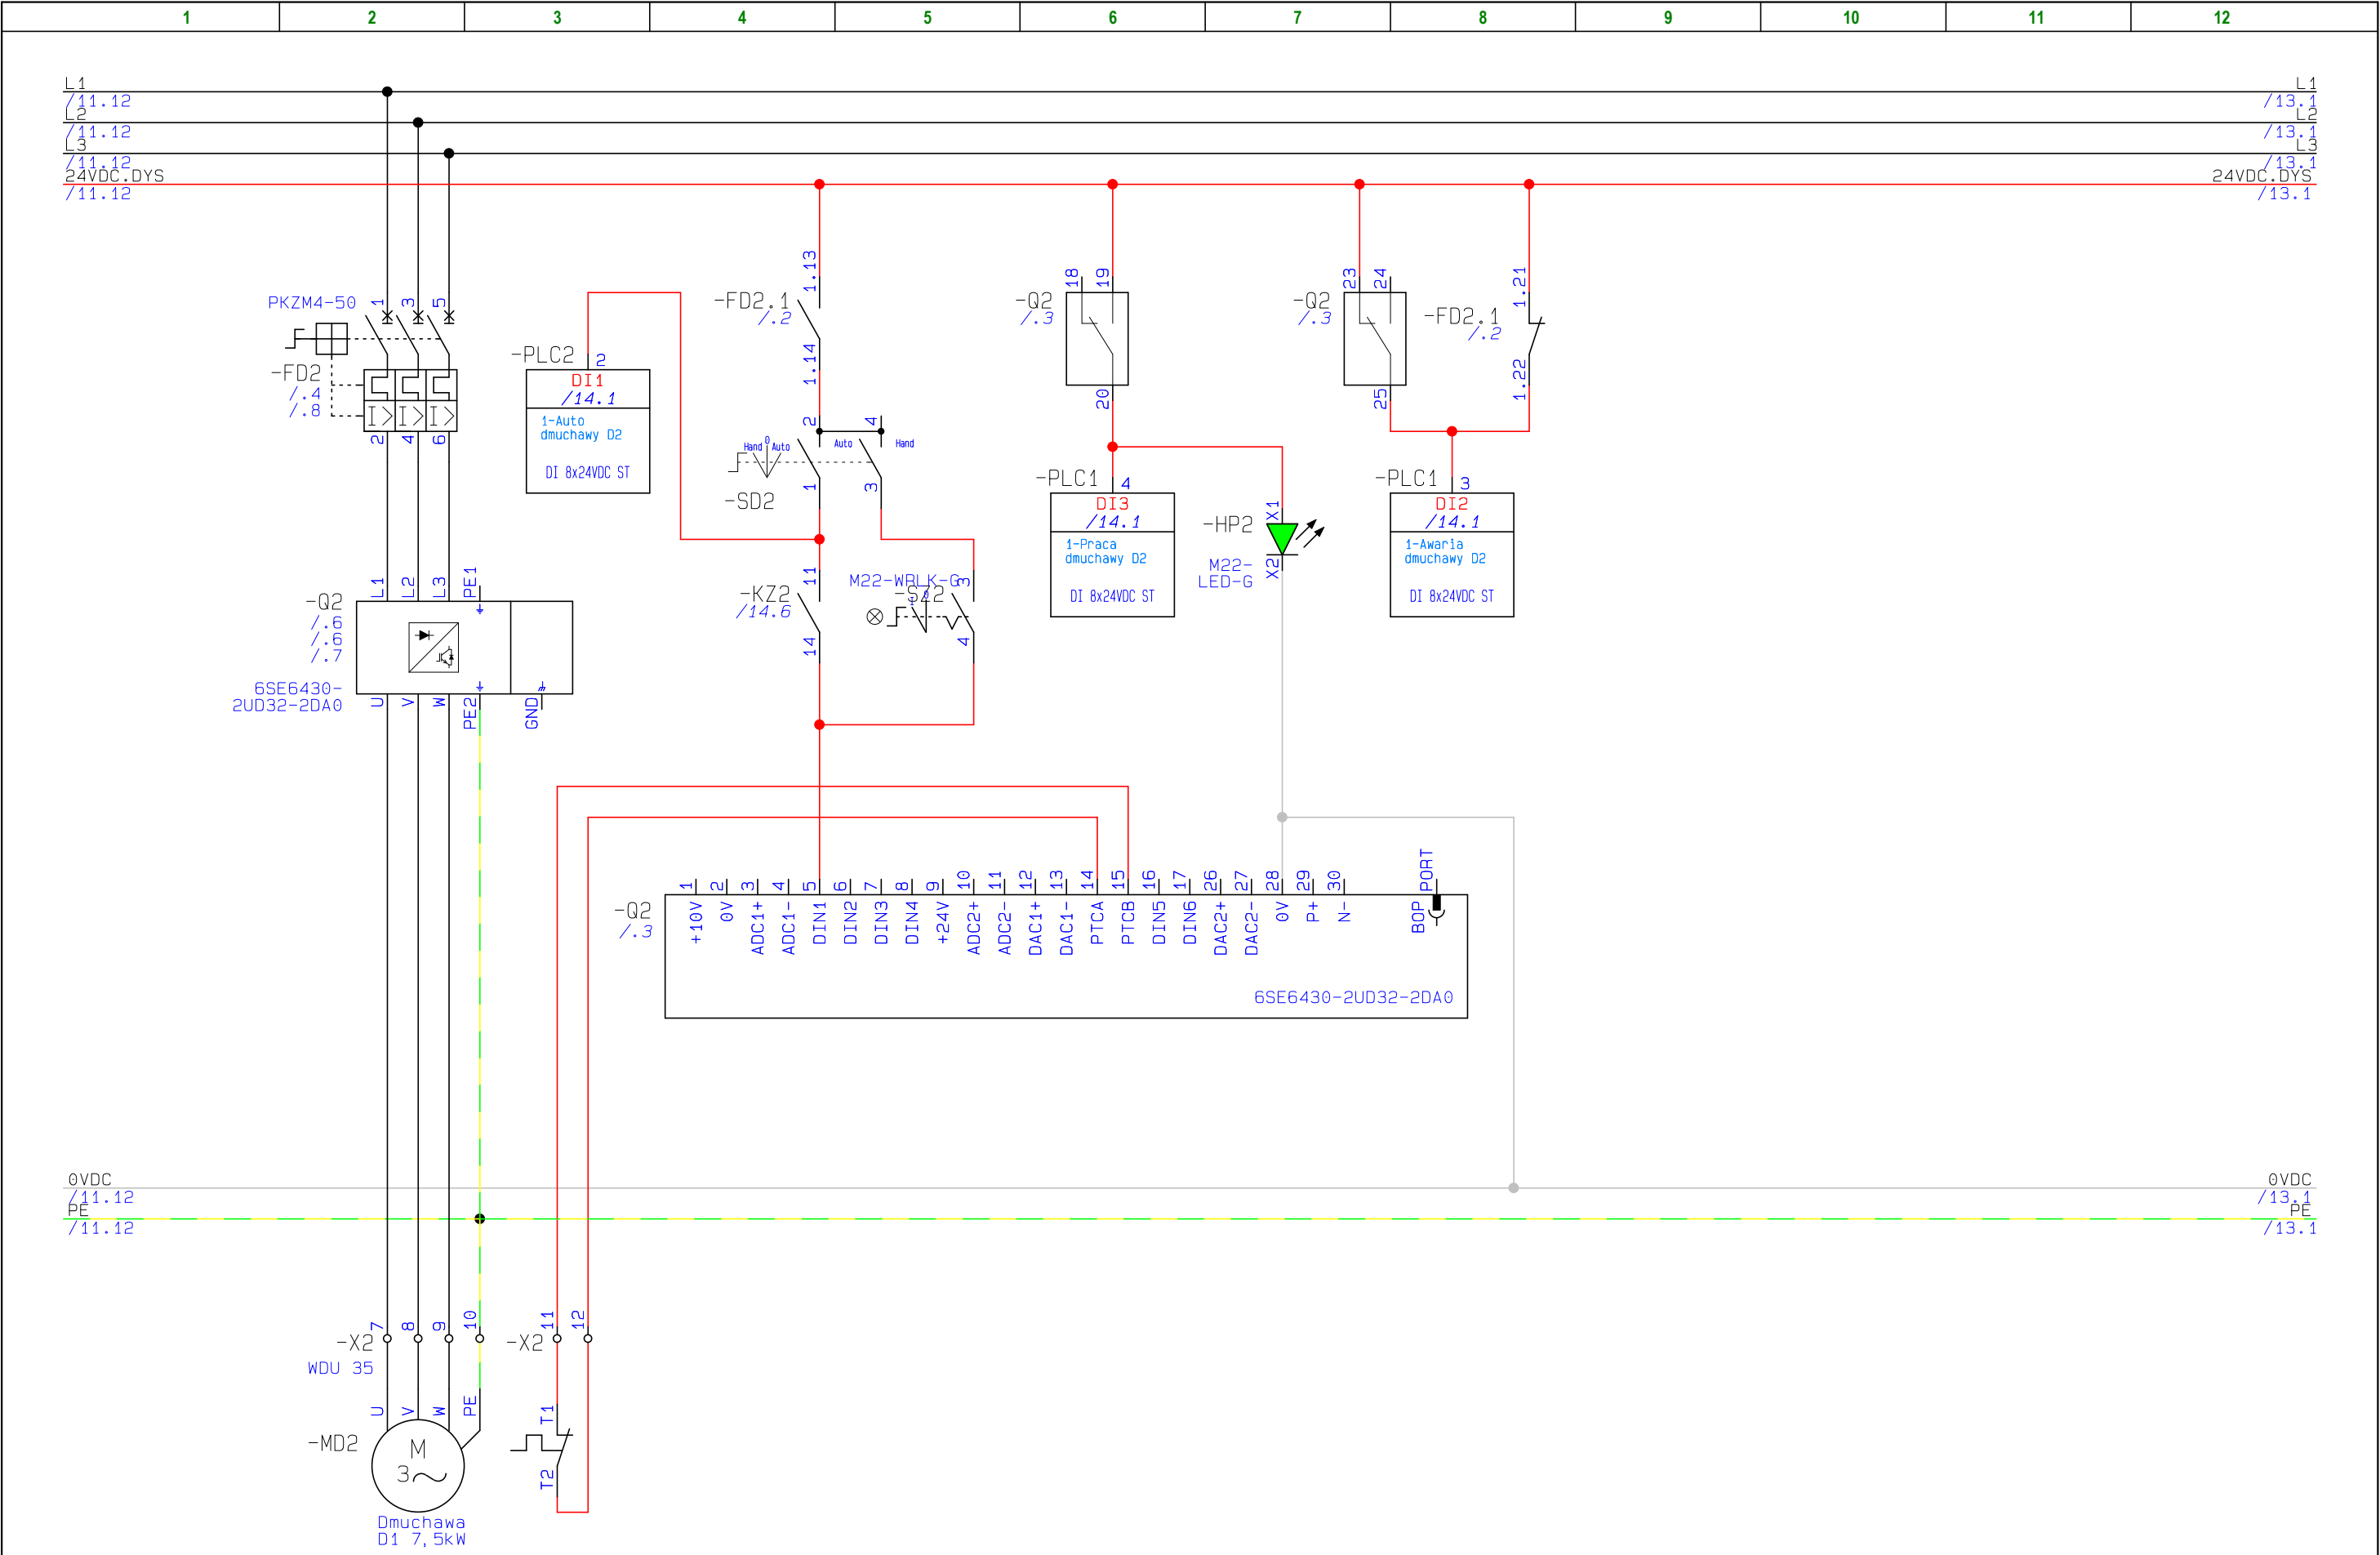 1 2 3 4 5 6 7 8 9 10 11 12
L1 L1
/11.12 /13.1
L2 L2
/11.12 /13.1
L3 L3
/11.12 /13.1
24VDC.DYS 24VDC.DYS
/11.12 /13.1
PKZM4-50 1 3 5
-FD2
/.4
/.8
I> I> I>
2 4 6
-PLC2 2
DI1
/14.1
1-Auto
dmuchawy D2
DI 8x24VDC ST
1.13
-FD2.1
/.2
1.14
2 4
Hand 0 Auto Auto Hand
-SD2
1 3
-Q2
/.3
18 19
20
-PLC1 4
DI3
/14.1
1-Praca
dmuchawy D2
DI 8x24VDC ST
-HP2
X1
X2
M22-
LED-G
-Q2
/.3
23 24
25
-FD2.1
/.2
1.21
1.22
-PLC1 3
DI2
/14.1
1-Awaria
dmuchawy D2
DI 8x24VDC ST
L1 L2 L3 PE1
-Q2
/.6
/.6
/.7
6SE6430-
2UD32-2DA0
U V W PE2 GND
11
-KZ2
/14.6
14
M22-WRLK-G
3
-SZ2
1 0
4
-Q2
/.3
1 2 3 4 5 6 7 8 9 10 11 12 13 14 15 16 17 26 27 28 29 30
+10V 0V ADC1+ ADC1- DIN1 DIN2 DIN3 DIN4 +24V ADC2+ ADC2- DAC1+ DAC1- PTCA PTCB DIN5 DIN6 DAC2+ DAC2- 0V P+ N- BOP PORT
6SE6430-2UD32-2DA0
0VDC 0VDC
/11.12 /13.1
PE PE
/11.12 /13.1
-X2 7 8 9 10
WDU 35
-X2 11 12
U V W PE
-MD2
M
3~
T1
T2
Dmuchawa
D1 7,5kW